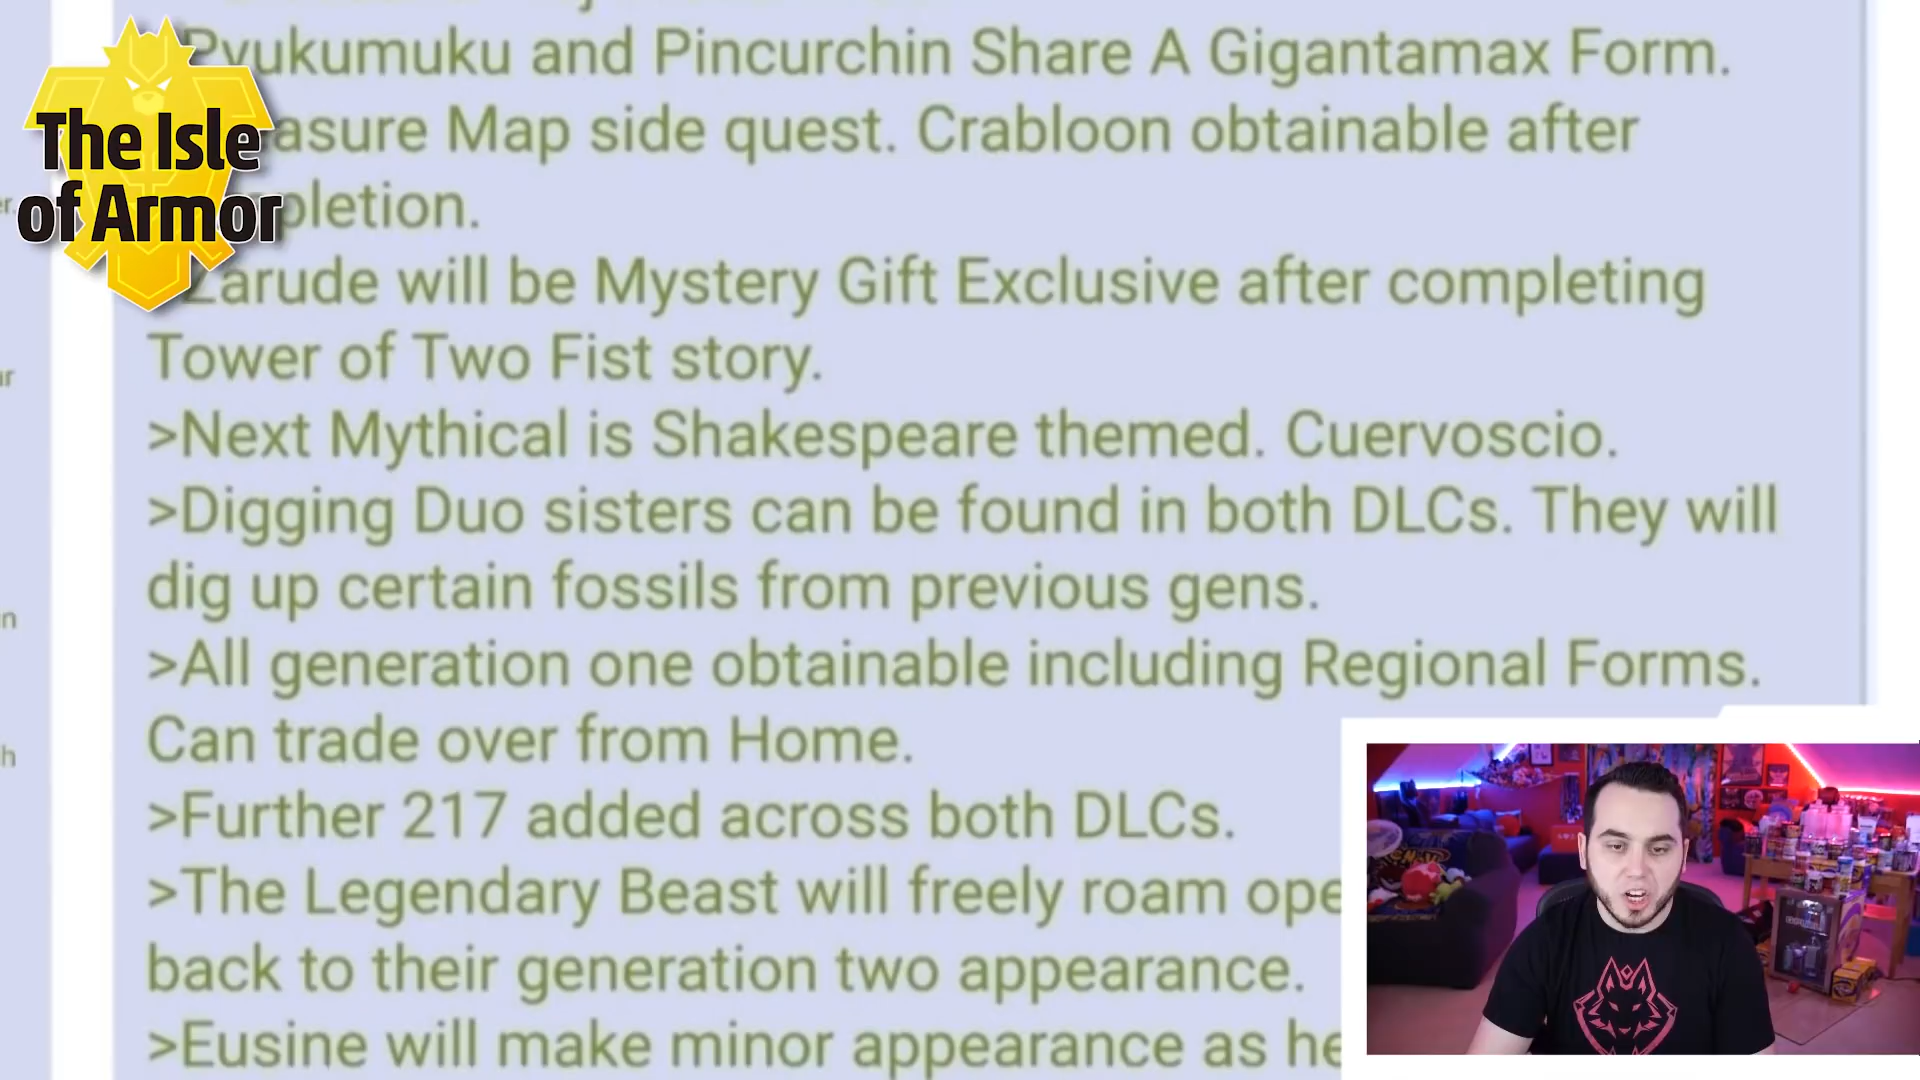 The Isle
of Armor
Pyukumuku and Pincurchin Share A Gigantamax Form.
asure Map side quest. Crabloon obtainable after
pletion.
Zarude will be Mystery Gift Exclusive after completing
Tower of Two Fist story.
>Next Mythical is Shakespeare themed. Cuervoscio.
>Digging Duo sisters can be found in both DLCs. They will
dig up certain fossils from previous gens.
>All generation one obtainable including Regional Forms.
Can trade over from Home.
>Further 217 added across both DLCs.
>The Legendary Beast will freely roam ope
back to their generation two appearance.
>Eusine will make minor appearance as he